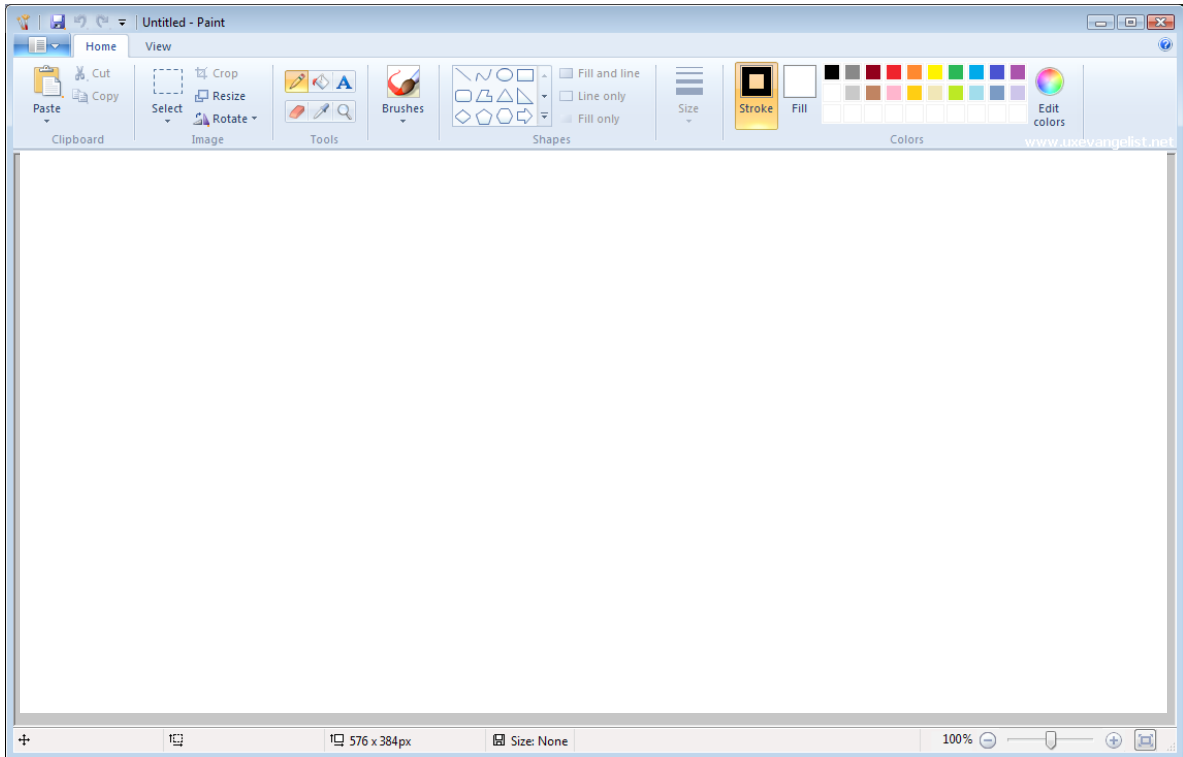 Untitled - Paint
Home View
Cut Crop Fill and line
Copy Resize A Line only
Paste Select Rotate Brushes Fill only Size Stroke Fill Edit colors
Clipboard Image Tools Shapes Colors
www.uxevangelist.net
576 x 384px Size: None 100%